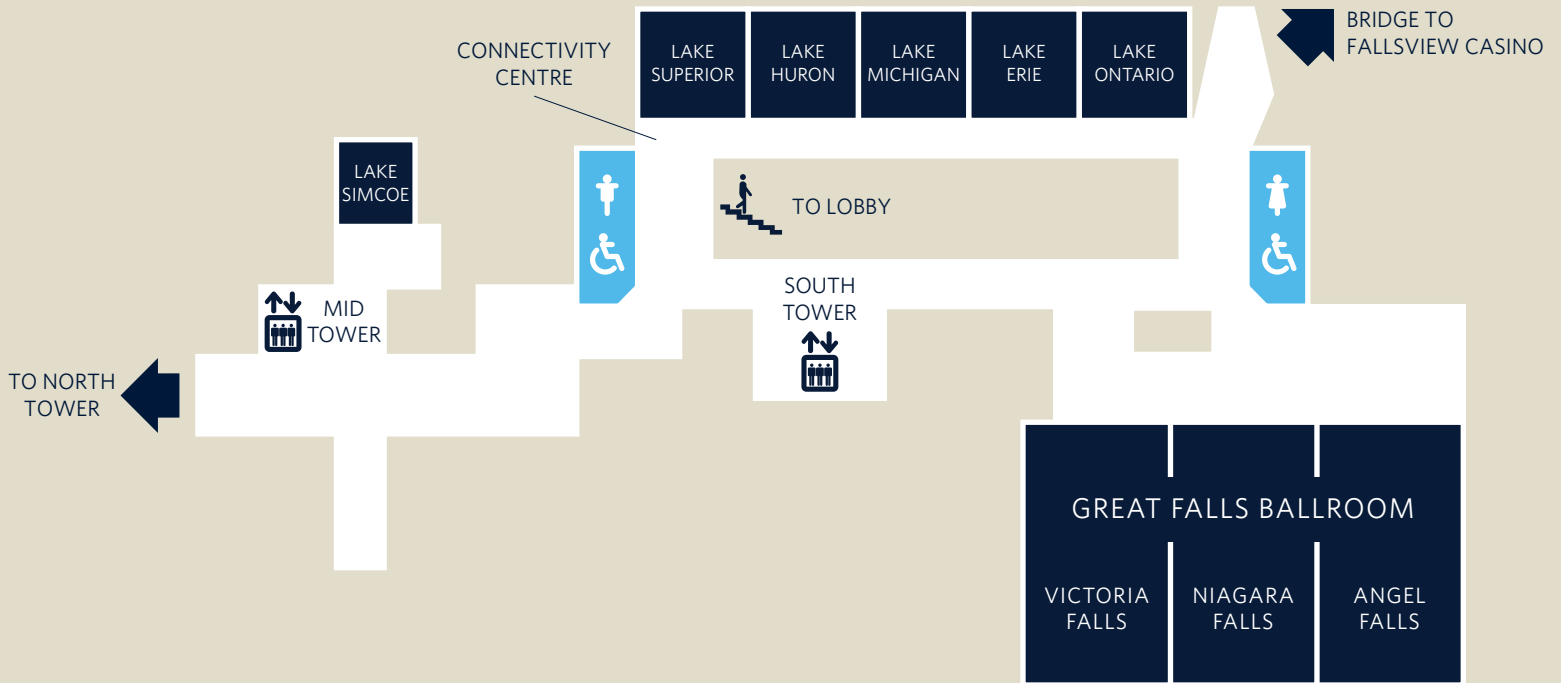 CONNECTIVITY
CENTRE
LAKE
SUPERIOR
LAKE
HURON
LAKE
MICHIGAN
LAKE
ERIE
LAKE
ONTARIO
BRIDGE TO
FALLSVIEW CASINO
LAKE
SIMCOE
TO LOBBY
MID
TOWER
SOUTH
TOWER
TO NORTH
TOWER
GREAT FALLS BALLROOM
VICTORIA
FALLS
NIAGARA
FALLS
ANGEL
FALLS